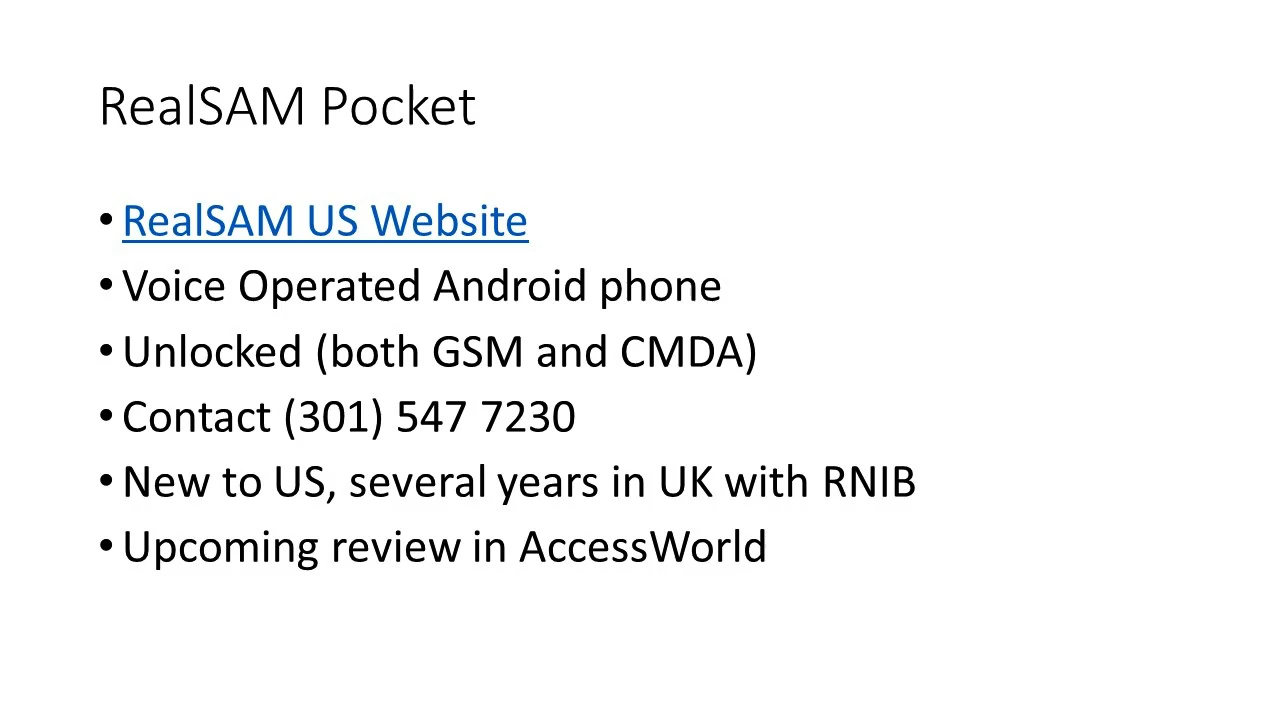 RealSAM Pocket
• RealSAM US Website
• Voice Operated Android phone
• Unlocked (both GSM and CMDA)
• Contact (301) 547 7230
• New to US, several years in UK with RNIB
• Upcoming review in AccessWorld